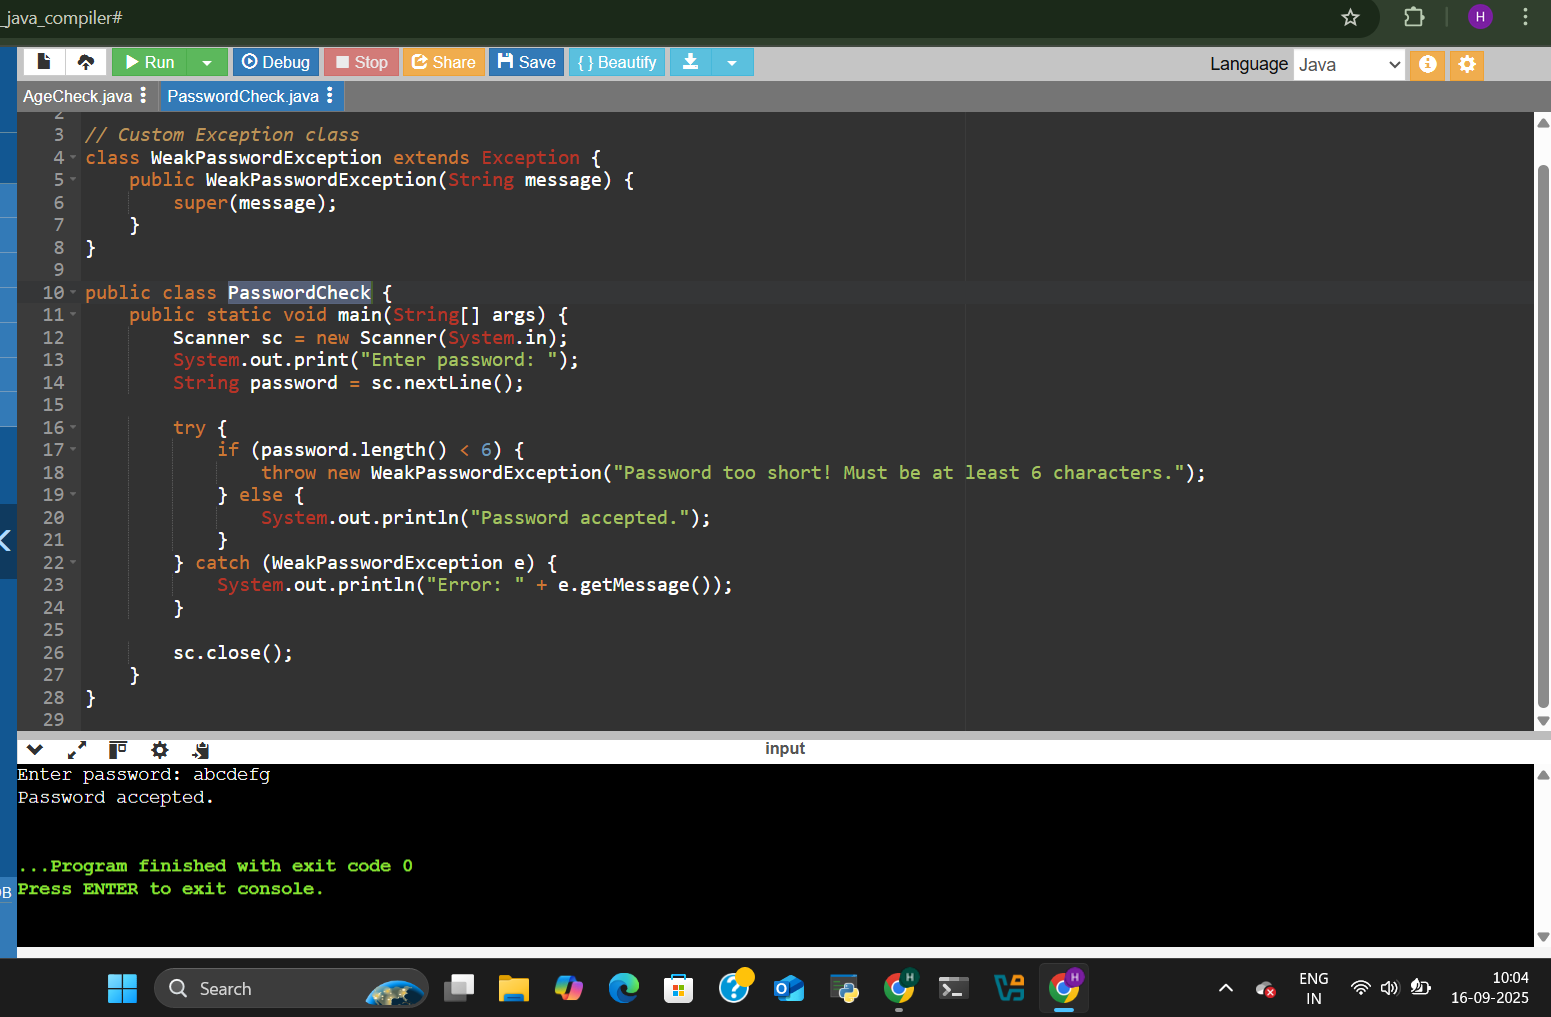 _java_compiler#
H
Run
Debug
Stop
Share
Save
{ } Beautify
Language Java
AgeCheck.java
PasswordCheck.java
2
3 // Custom Exception class
4 class WeakPasswordException extends Exception {
5 public WeakPasswordException(String message) {
6 super(message);
7 }
8 }
9
10 public class PasswordCheck {
11 public static void main(String[] args) {
12 Scanner sc = new Scanner(System.in);
13 System.out.print("Enter password: ");
14 String password = sc.nextLine();
15
16 try {
17 if (password.length() < 6) {
18 throw new WeakPasswordException("Password too short! Must be at least 6 characters.");
19 } else {
20 System.out.println("Password accepted.");
21 }
22 } catch (WeakPasswordException e) {
23 System.out.println("Error: " + e.getMessage());
24 }
25
26 sc.close();
27 }
28 }
29
input
Enter password: abcdefg
Password accepted.
...Program finished with exit code 0
Press ENTER to exit console.
Search
ENG
IN
10:04
16-09-2025